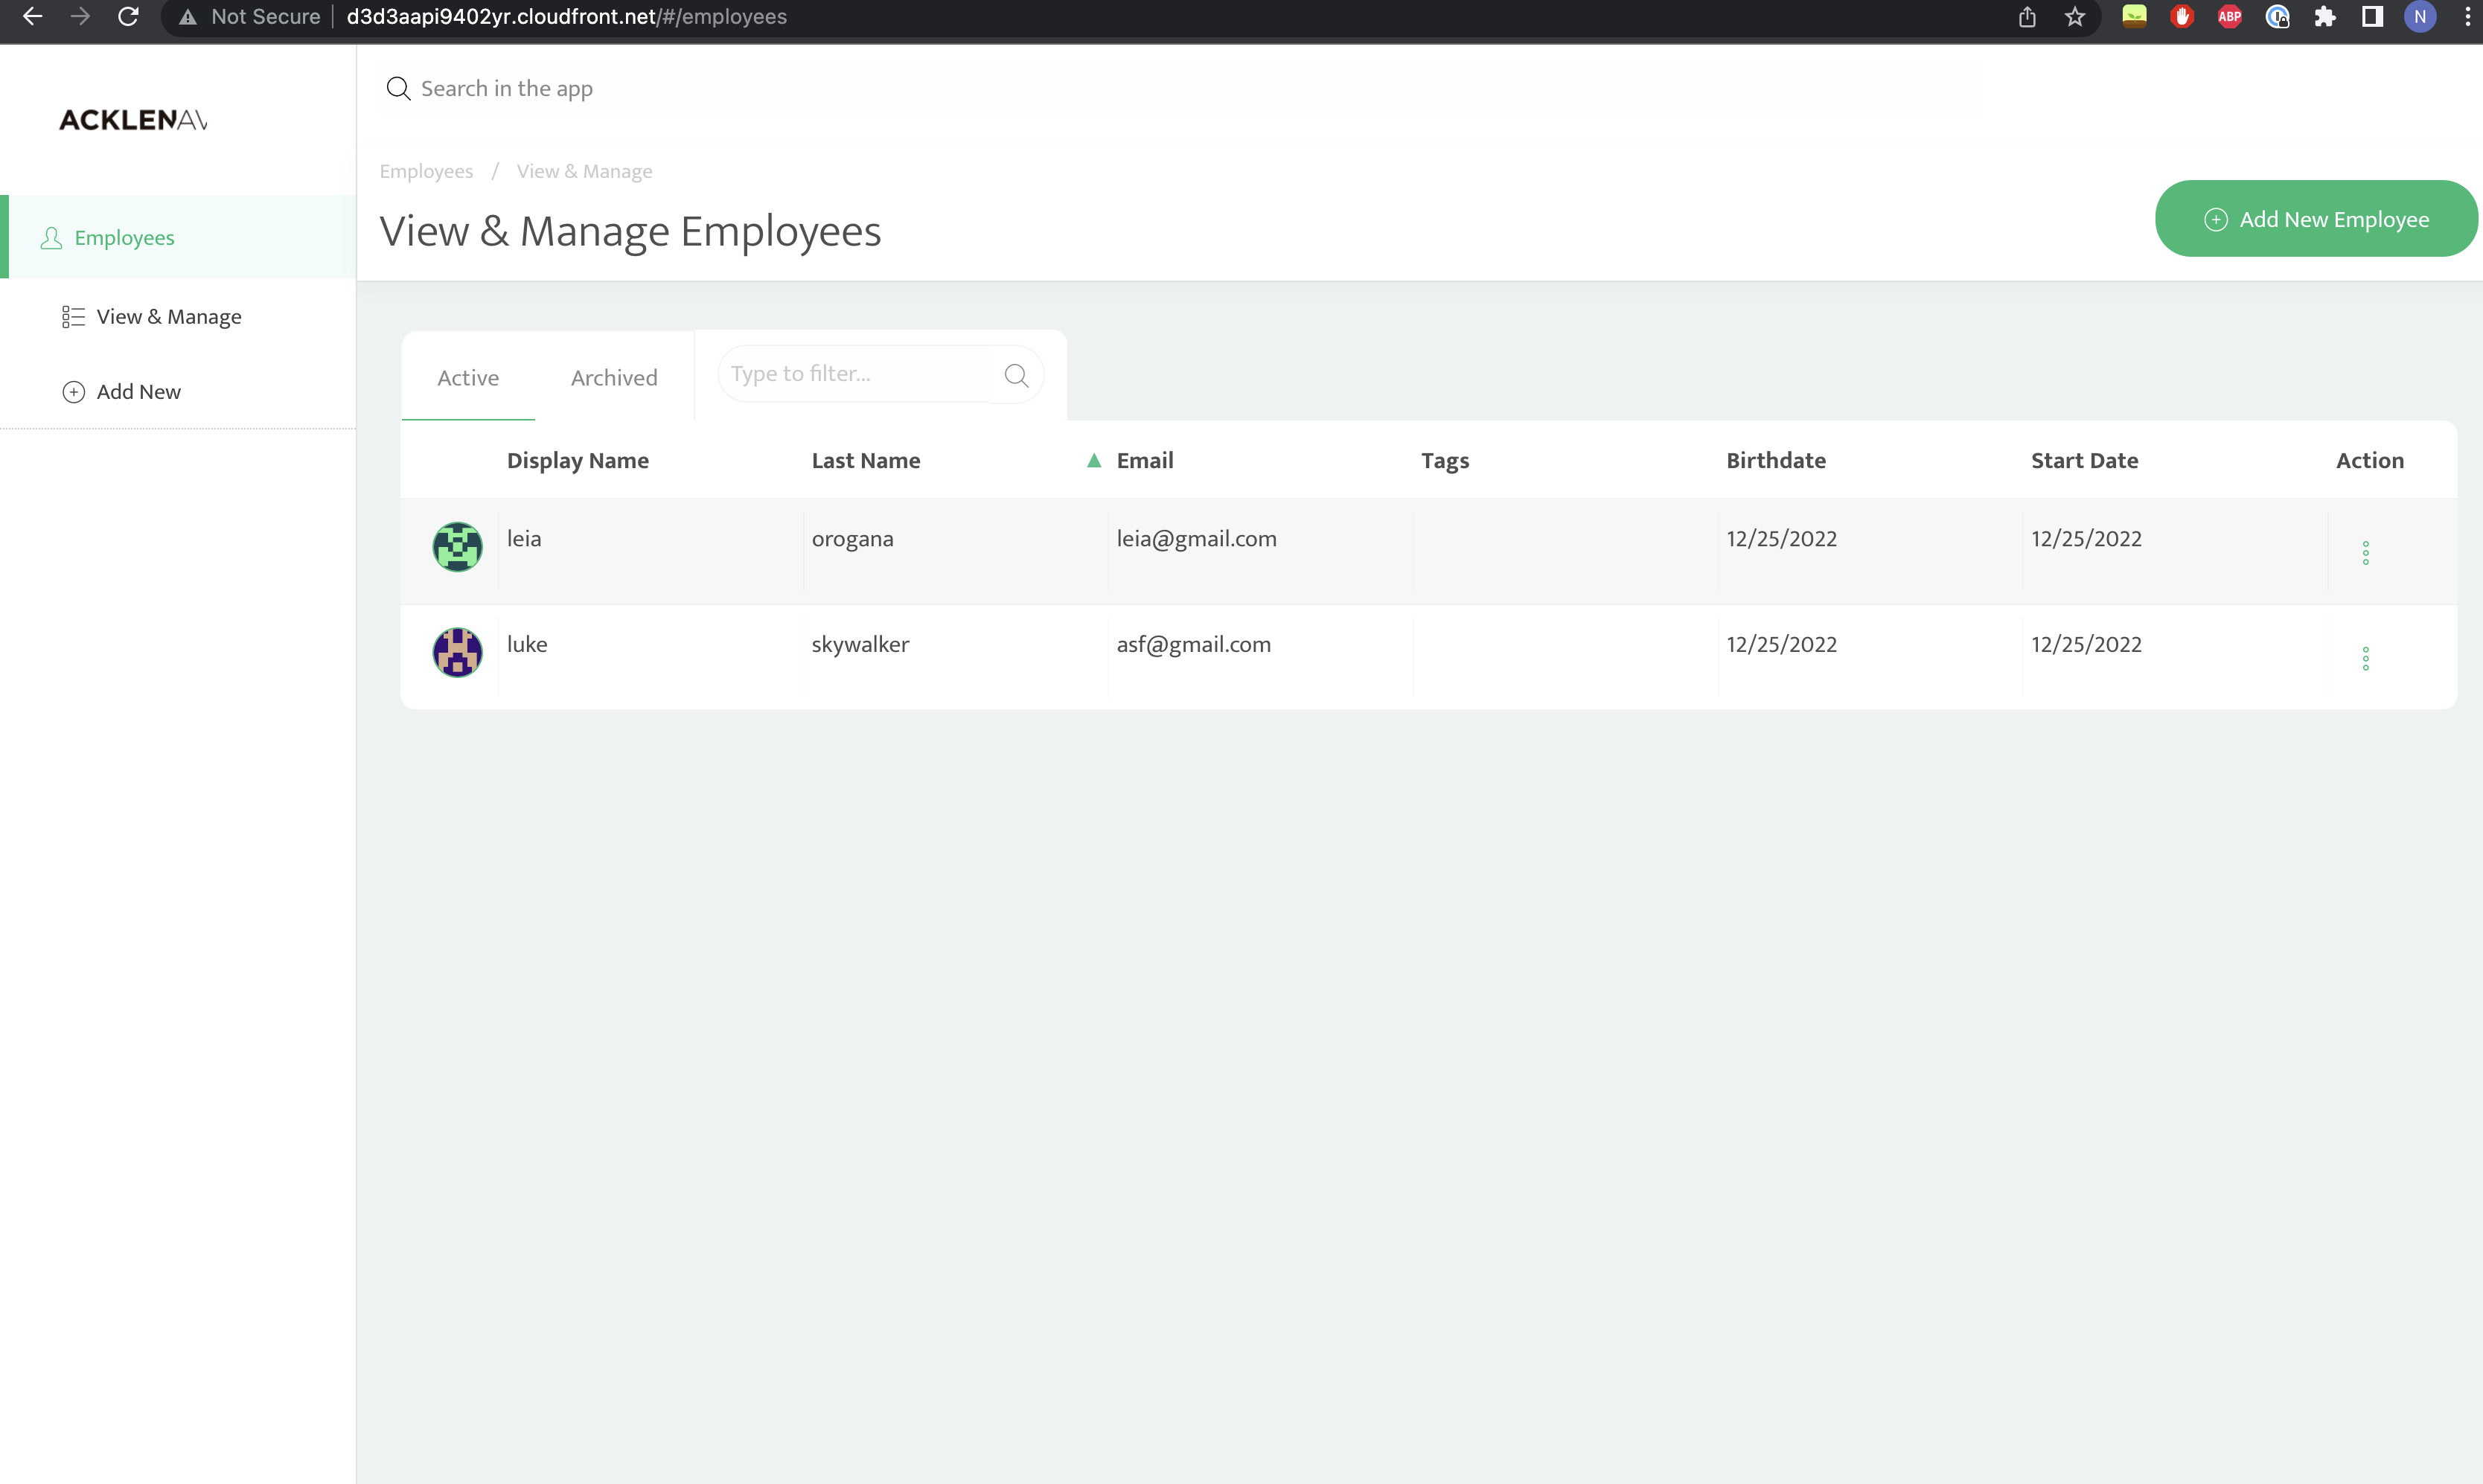 Not Secure d3d3aapi9402yr.cloudfront.net/#/employees ABP N
ACKLENAV
Search in the app
Employees / View & Manage
View & Manage Employees
Add New Employee
Employees
View & Manage
Add New
Active Archived Type to filter...
Display Name Last Name Email Tags Birthdate Start Date Action
leia orogana leia@gmail.com 12/25/2022 12/25/2022
luke skywalker asf@gmail.com 12/25/2022 12/25/2022